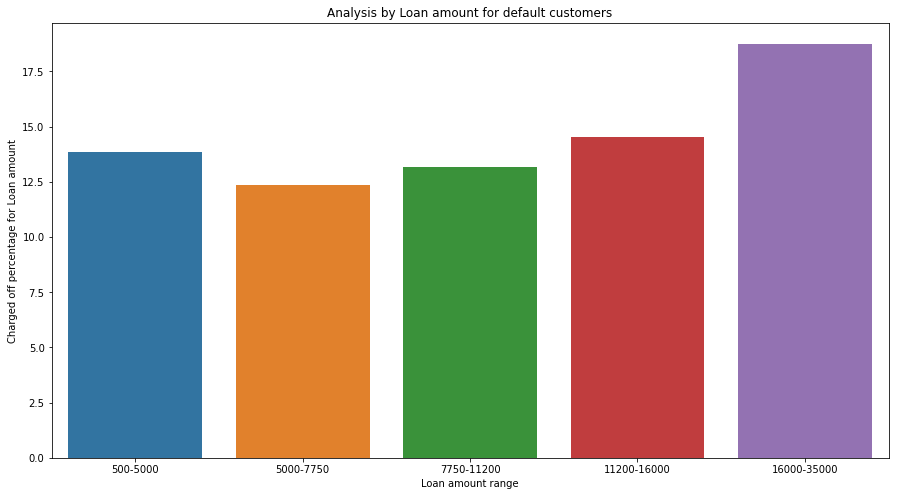 Analysis by Loan amount for default customers
Charged off percentage for Loan amount
17.5
15.0
12.5
10.0
7.5
5.0
2.5
0.0
500-5000 5000-7750 7750-11200 11200-16000 16000-35000
Loan amount range